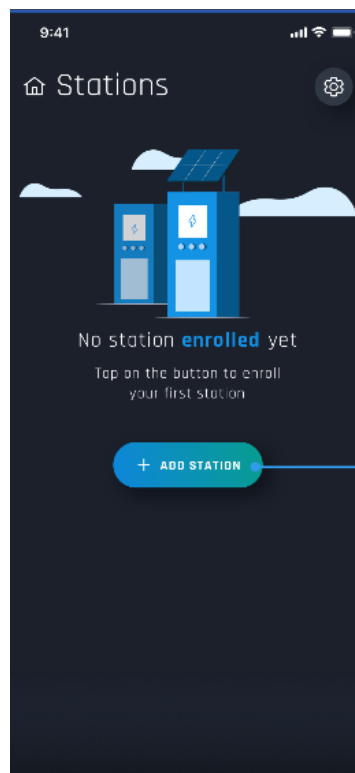 9:41
Stations
No station enrolled yet
Tap on the button to enroll
your first station
+ ADD STATION